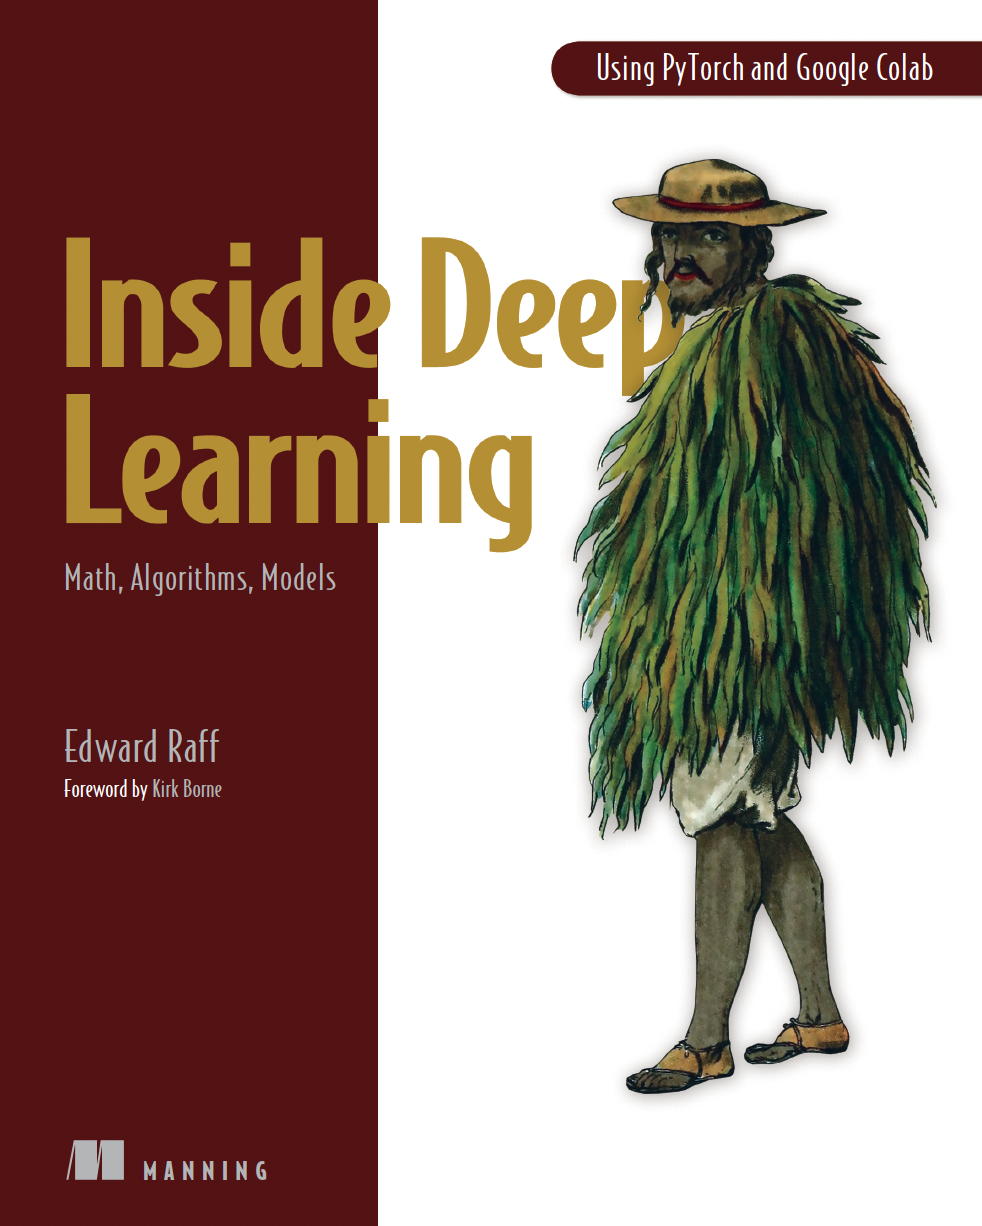 Using PyTorch and Google Colab
Inside Deep
Learning
Math, Algorithms, Models
Edward Raff
Foreword by Kirk Borne
MANNING